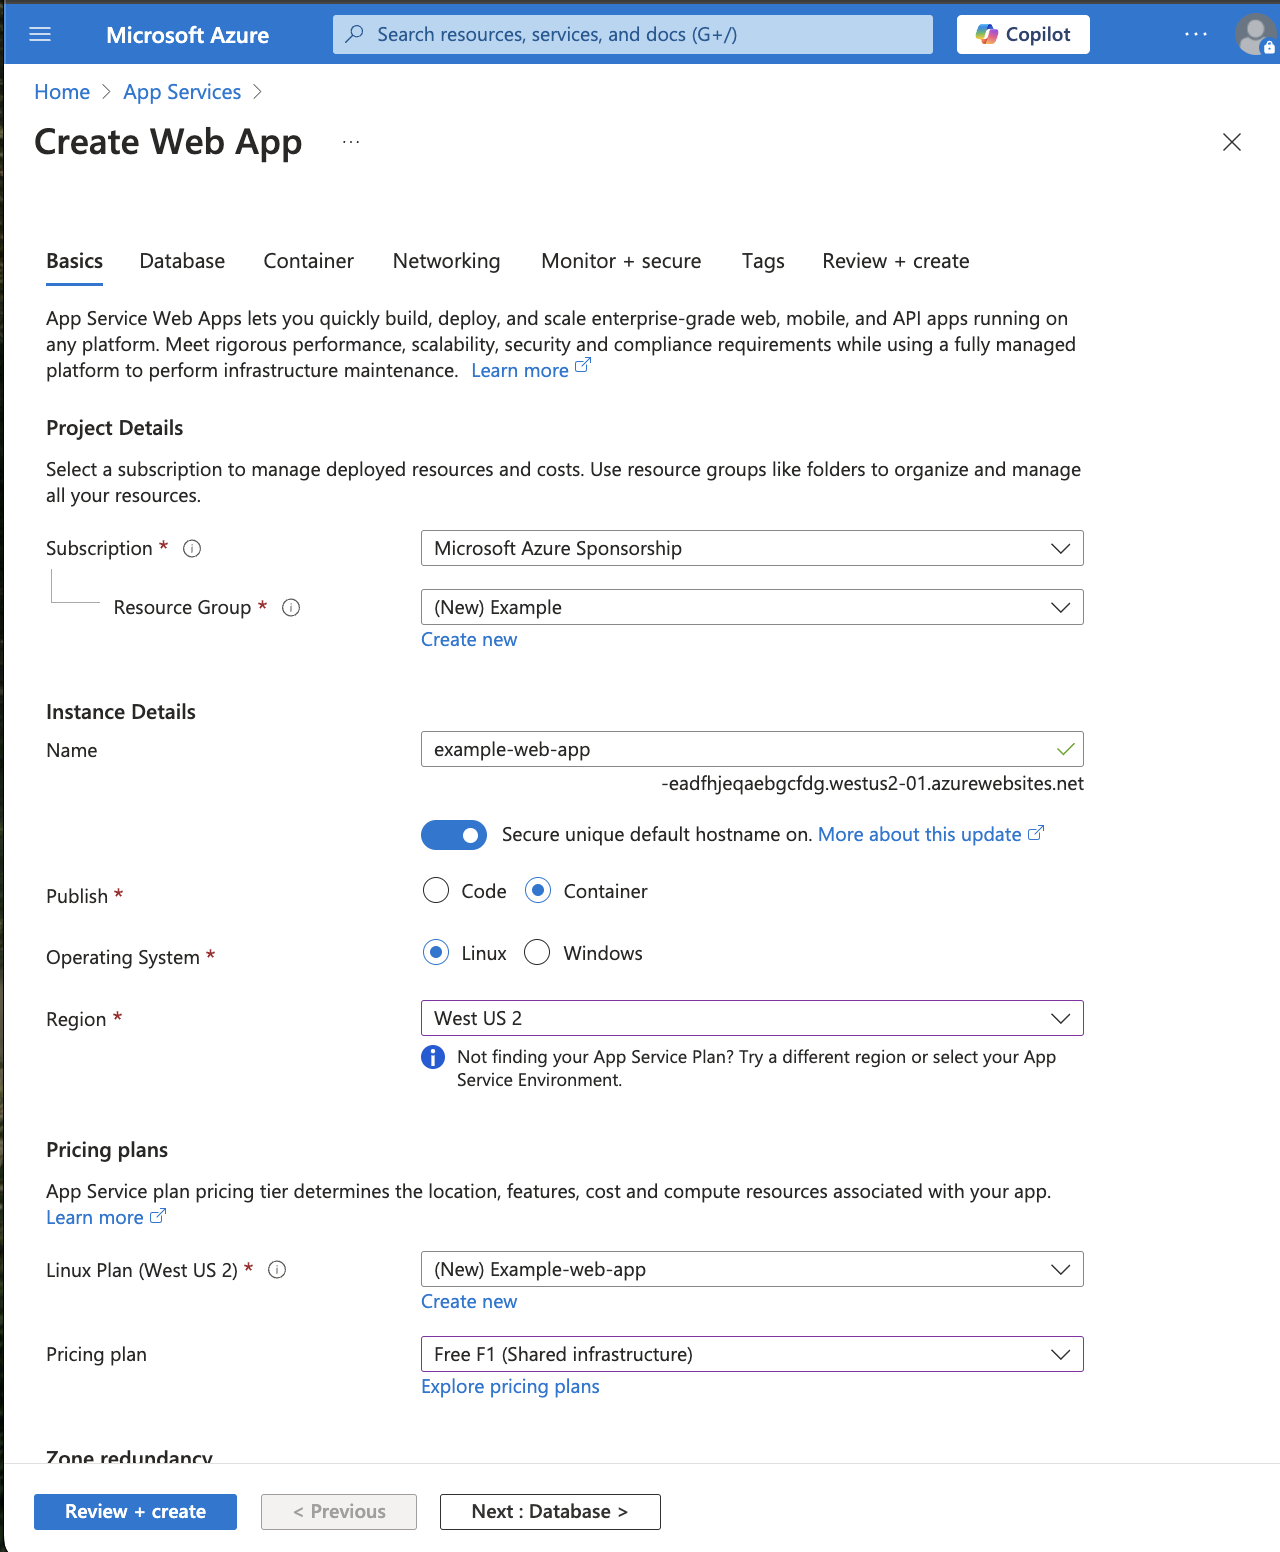 Microsoft Azure
Search resources, services, and docs (G+/)
Copilot
Home > App Services >
Create Web App ...
Basics Database Container Networking Monitor + secure Tags Review + create
App Service Web Apps lets you quickly build, deploy, and scale enterprise-grade web, mobile, and API apps running on
any platform. Meet rigorous performance, scalability, security and compliance requirements while using a fully managed
platform to perform infrastructure maintenance. Learn more
Project Details
Select a subscription to manage deployed resources and costs. Use resource groups like folders to organize and manage
all your resources.
Subscription * Microsoft Azure Sponsorship
Resource Group * (New) Example
Create new
Instance Details
Name example-web-app
-eadfhjeqaebgcfdg.westus2-01.azurewebsites.net
Secure unique default hostname on. More about this update
Publish * Code Container
Operating System * Linux Windows
Region * West US 2
Not finding your App Service Plan? Try a different region or select your App
Service Environment.
Pricing plans
App Service plan pricing tier determines the location, features, cost and compute resources associated with your app.
Learn more
Linux Plan (West US 2) * (New) Example-web-app
Create new
Pricing plan Free F1 (Shared infrastructure)
Explore pricing plans
Zone redundancy
Review + create < Previous Next : Database >